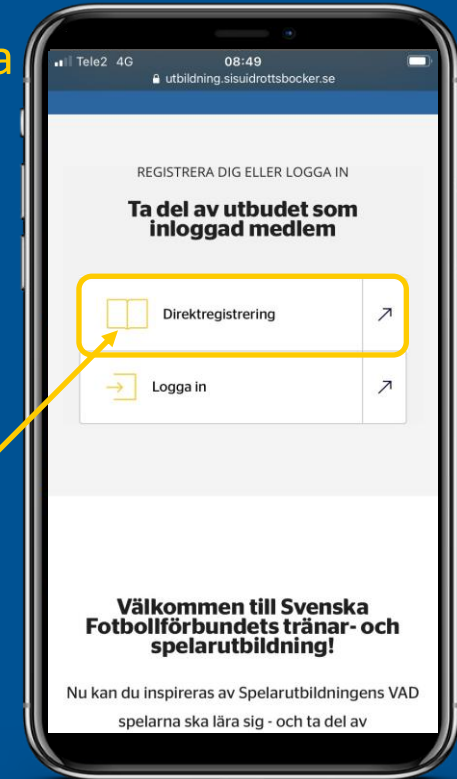 a
Tele2 4G 08:49
utbildning.sisuidrottsbocker.se
REGISTRERA DIG ELLER LOGGA IN
Ta del av utbudet som
inloggad medlem
Direktregistrering
Logga in
Välkommen till Svenska
Fotbollförbundets tränar- och
spelarutbildning!
Nu kan du inspireras av Spelarutbildningens VAD
spelarna ska lära sig - och ta del av